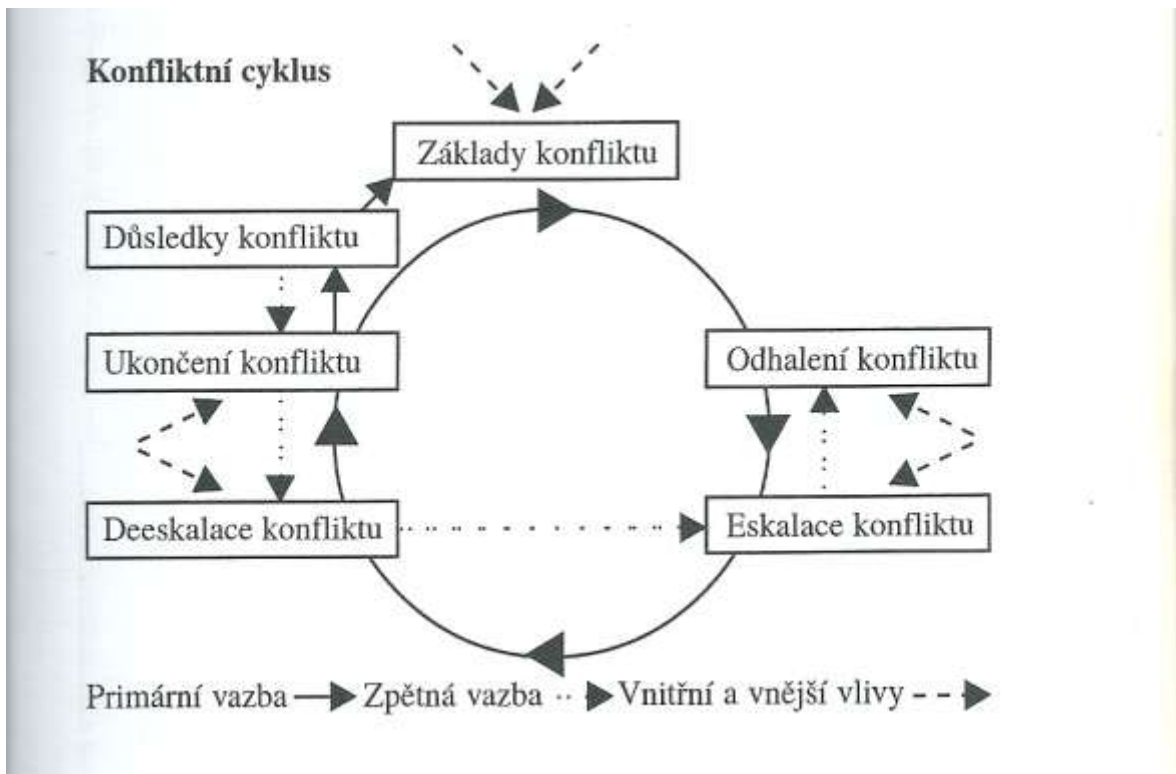 Konfliktní cyklus
Základy konfliktu
Důsledky konfliktu
Ukončení konfliktu
Odhalení konfliktu
Deeskalace konfliktu
Eskalace konfliktu
Primární vazba Zpětná vazba Vnitřní a vnější vlivy